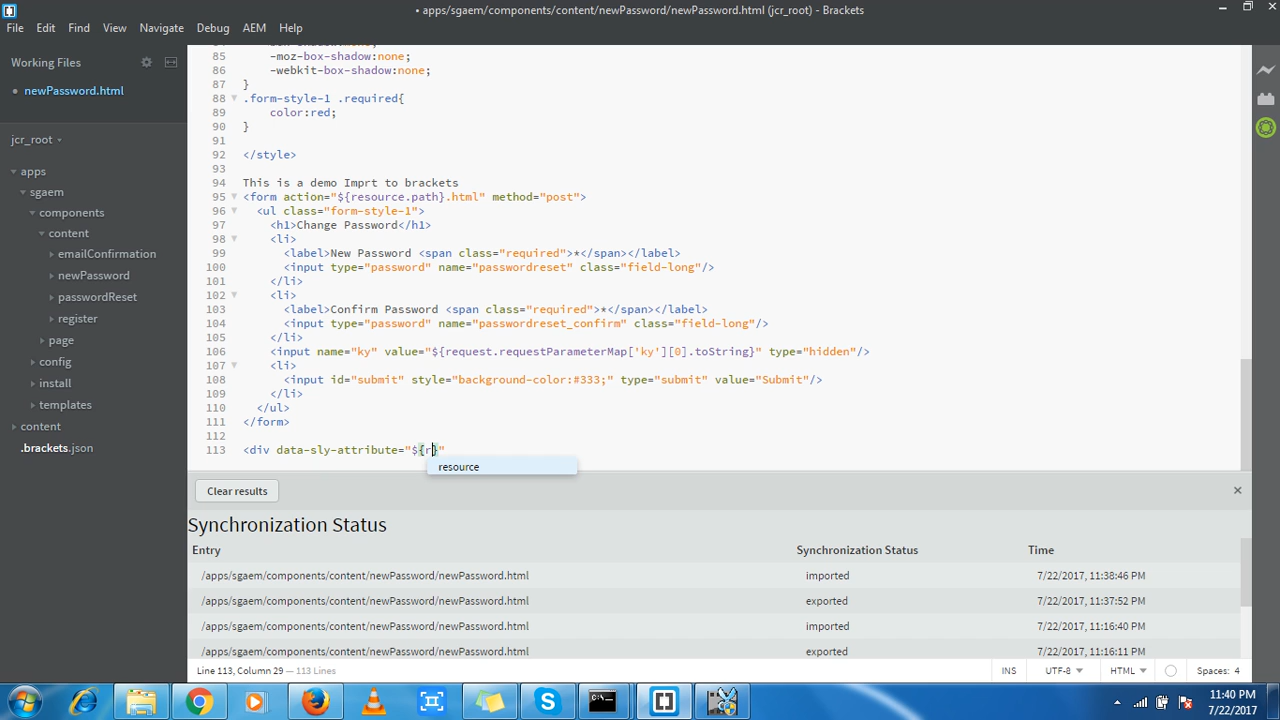 • apps/sgaem/components/content/newPassword/newPassword.html (jcr_root) - Brackets
File Edit Find View Navigate Debug AEM Help
Working Files
• newPassword.html
jcr_root
apps
sgaem
components
content
emailConfirmation
newPassword
passwordReset
register
page
config
install
templates
content
.brackets.json
85 -moz-box-shadow:none;
86 -webkit-box-shadow:none;
87 }
88 .form-style-1 .required{
89 color:red;
90 }
91
92 </style>
93
94 This is a demo Imprt to brackets
95 <form action="${resource.path}.html" method="post">
96 <ul class="form-style-1">
97 <h1>Change Password</h1>
98 <li>
99 <label>New Password <span class="required">*</span></label>
100 <input type="password" name="passwordreset" class="field-long"/>
101 </li>
102 <li>
103 <label>Confirm Password <span class="required">*</span></label>
104 <input type="password" name="passwordreset_confirm" class="field-long"/>
105 </li>
106 <input name="ky" value="${request.requestParameterMap['ky'][0].toString}" type="hidden"/>
107 <li>
108 <input id="submit" style="background-color:#333;" type="submit" value="Submit"/>
109 </li>
110 </ul>
111 </form>
112
113 <div data-sly-attribute="${r}"
resource
Clear results
Synchronization Status
Entry Synchronization Status Time
/apps/sgaem/components/content/newPassword/newPassword.html imported 7/22/2017, 11:38:46 PM
/apps/sgaem/components/content/newPassword/newPassword.html exported 7/22/2017, 11:37:52 PM
/apps/sgaem/components/content/newPassword/newPassword.html imported 7/22/2017, 11:16:40 PM
/apps/sgaem/components/content/newPassword/newPassword.html exported 7/22/2017, 11:16:11 PM
Line 113, Column 29 — 113 Lines INS UTF-8 HTML Spaces: 4
11:40 PM
7/22/2017